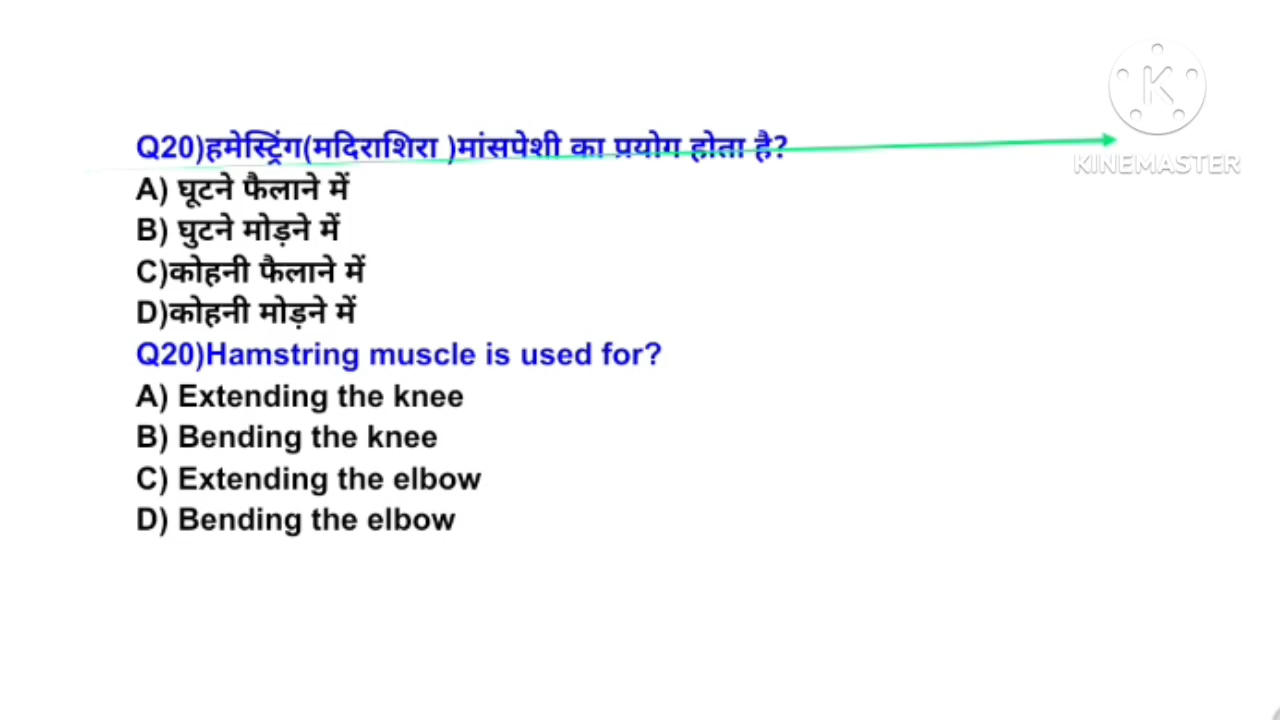 Q20)हमेस्ट्रिंग(मदिराशिरा )मांसपेशी का प्रयोग होता है?
A) घूटने फैलाने में
B) घुटने मोड़ने में
C)कोहनी फैलाने में
D)कोहनी मोड़ने में
Q20)Hamstring muscle is used for?
A) Extending the knee
B) Bending the knee
C) Extending the elbow
D) Bending the elbow
K
KINEMASTER